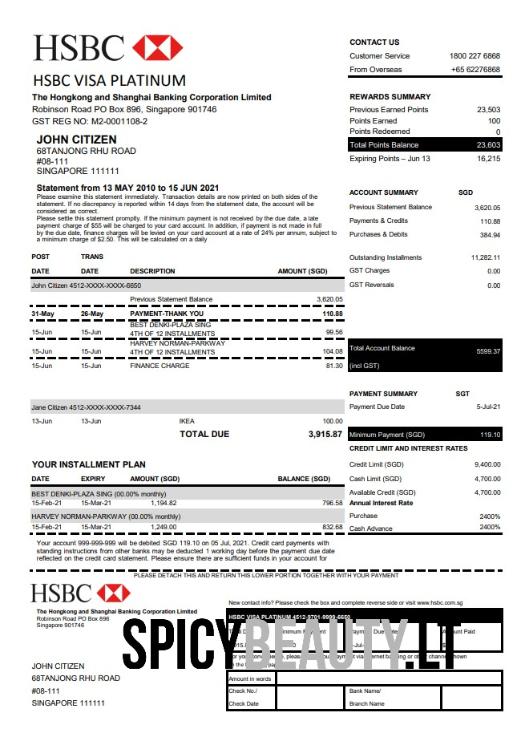 HSBC
HSBC VISA PLATINUM
The Hongkong and Shanghai Banking Corporation Limited
Robinson Road PO Box 896, Singapore 901746
GST REG NO: M2-0001108-2
JOHN CITIZEN
68TANJONG RHU ROAD
#08-111
SINGAPORE 111111
Statement from 13 MAY 2010 to 15 JUN 2021
Please examine this statement immediately. Transaction details are now printed on both sides of the
statement. If no discrepancy is reported within 14 days from the statement date, the account will be
considered as correct.
Please settle this statement promptly. If the minimum payment is not received by the due date, a late
payment charge of $55 will be charged to your card account. In addition, if payment is not made in full
by the due date, finance charges will be levied on your card account at a rate of 24% per annum, subject to
a minimum charge of $2.50. This will be calculated on a daily
POST TRANS
DATE DATE DESCRIPTION AMOUNT (SGD)
John Citizen 4512-XXXX-XXXX-6650
Previous Statement Balance 3,620.05
31-May 26-May PAYMENT-THANK YOU 110.88
BEST DENKI-PLAZA SING
15-Jun 15-Jun 4TH OF 12 INSTALLMENTS 99.56
HARVEY NORMAN-PARKWAY
15-Jun 15-Jun 4TH OF 12 INSTALLMENTS 104.08
15-Jun 15-Jun FINANCE CHARGE 81.30
Jane Citizen 4512-XXXX-XXXX-7344
13-Jun 13-Jun IKEA 100.00
TOTAL DUE 3,915.87
YOUR INSTALLMENT PLAN
DATE EXPIRY AMOUNT (SGD) BALANCE (SGD)
BEST DENKI-PLAZA SING (00.00% monthly)
15-Feb-21 15-Mar-21 1,194.82 796.58
HARVEY NORMAN-PARKWAY (00.00% monthly)
15-Feb-21 15-Mar-21 1,249.00 832.68
Your account 999-999-999 will be debited SGD 119.10 on 05 Jul, 2021. Credit card payments with
standing instructions from other banks may be deducted 1 working day before the payment due date
reflected on the credit card statement. Please ensure there are sufficient funds in your account for
CONTACT US
Customer Service 1800 227 6868
From Overseas +65 62276868
REWARDS SUMMARY
Previous Earned Points 23,503
Points Earned 100
Points Redeemed 0
Total Points Balance 23,603
Expiring Points – Jun 13 16,215
ACCOUNT SUMMARY SGD
Previous Statement Balance 3,620.05
Payments & Credits 110.88
Purchases & Debits 384.94
Outstanding Installments 11,282.11
GST Charges 0.00
GST Reversals 0.00
Total Account Balance 5599.37
(incl GST)
PAYMENT SUMMARY SGT
Payment Due Date 5-Jul-21
Minimum Payment (SGD) 119.10
CREDIT LIMIT AND INTEREST RATES
Credit Limit (SGD) 9,400.00
Cash Limit (SGD) 4,700.00
Available Credit (SGD) 4,700.00
Annual Interest Rate
Purchase 2400%
Cash Advance 2400%
PLEASE DETACH THIS AND RETURN THIS LOWER PORTION TOGETHER WITH YOUR PAYMENT
HSBC
The Hongkong and Shanghai Banking Corporation Limited
Robinson Road PO Box 896
Singapore 901746
New contact info? Please check the box and complete reverse side or visit www.hsbc.com.sg
HSBC VISA PLATINUM
SPICYBEAUTY.LT
Amount in words
Check No./ Bank Name/
Check Date Branch Name
JOHN CITIZEN
68TANJONG RHU ROAD
#08-111
SINGAPORE 111111